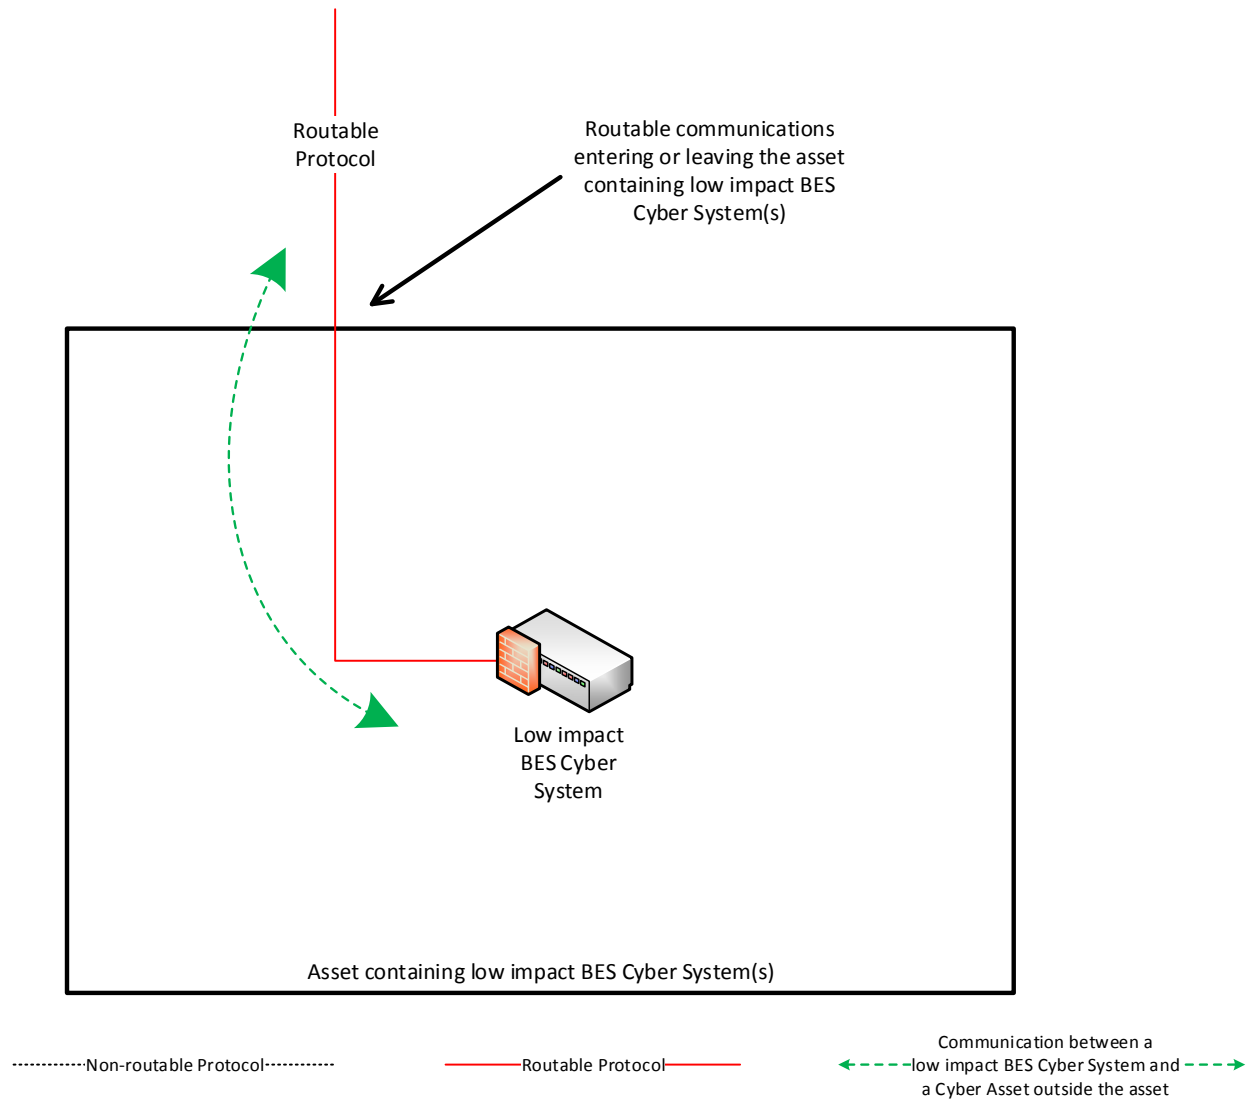 Routable
Protocol
Routable communications
entering or leaving the asset
containing low impact BES
Cyber System(s)
Low impact
BES Cyber
System
Asset containing low impact BES Cyber System(s)
Non-routable Protocol
Routable Protocol
Communication between a
low impact BES Cyber System and
a Cyber Asset outside the asset